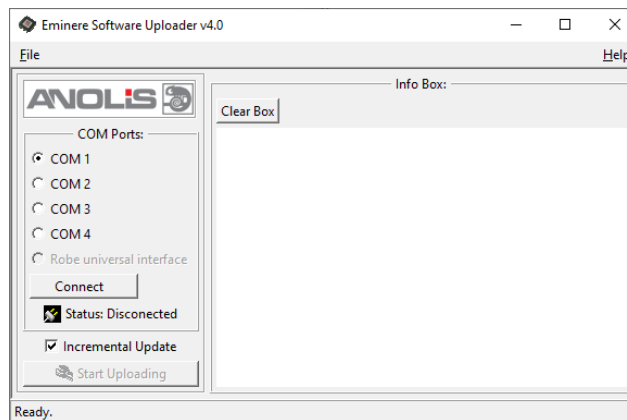 Eminere Software Uploader v4.0
File Help
ANOLiS
Info Box:
Clear Box
COM Ports:
COM 1
COM 2
COM 3
COM 4
Robe universal interface
Connect
Status: Disconected
Incremental Update
Start Uploading
Ready.